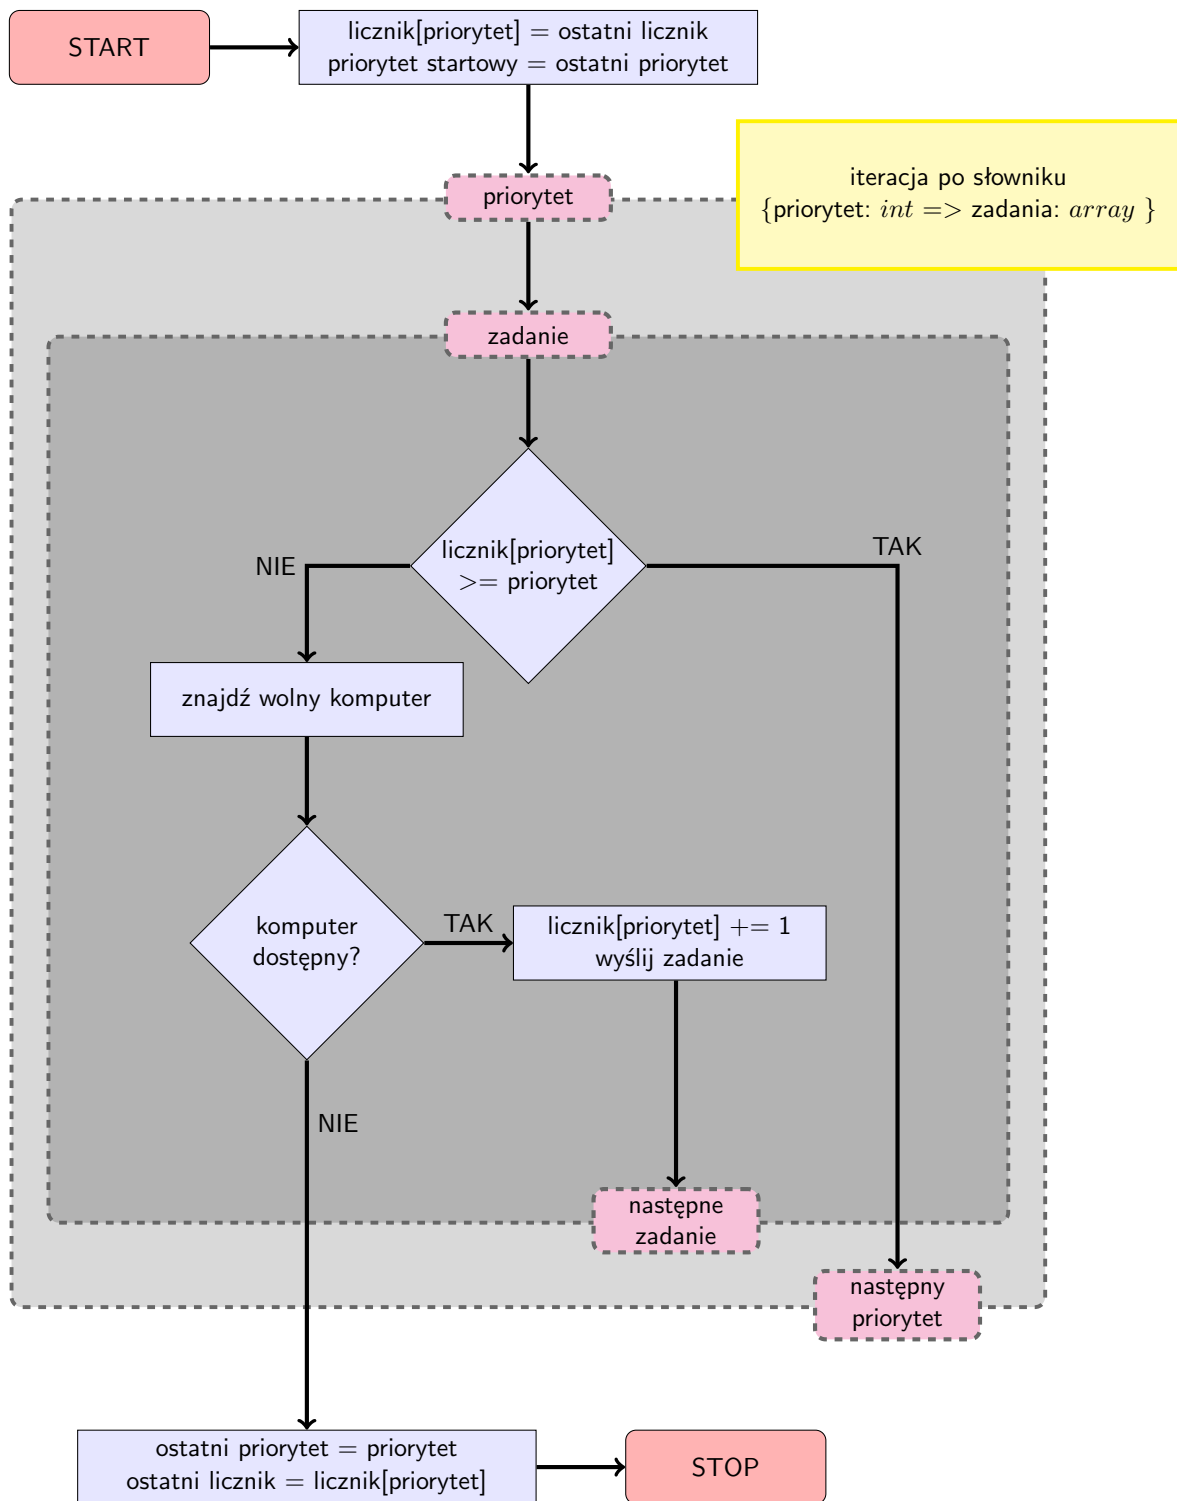 START
licznik[priorytet] = ostatni licznik
priorytet startowy = ostatni priorytet
iteracja po słowniku
{priorytet: int => zadania: array }
priorytet
zadanie
licznik[priorytet]
>= priorytet
NIE
TAK
znajdź wolny komputer
komputer
dostępny?
TAK
licznik[priorytet] += 1
wyślij zadanie
NIE
następne
zadanie
następny
priorytet
ostatni priorytet = priorytet
ostatni licznik = licznik[priorytet]
STOP